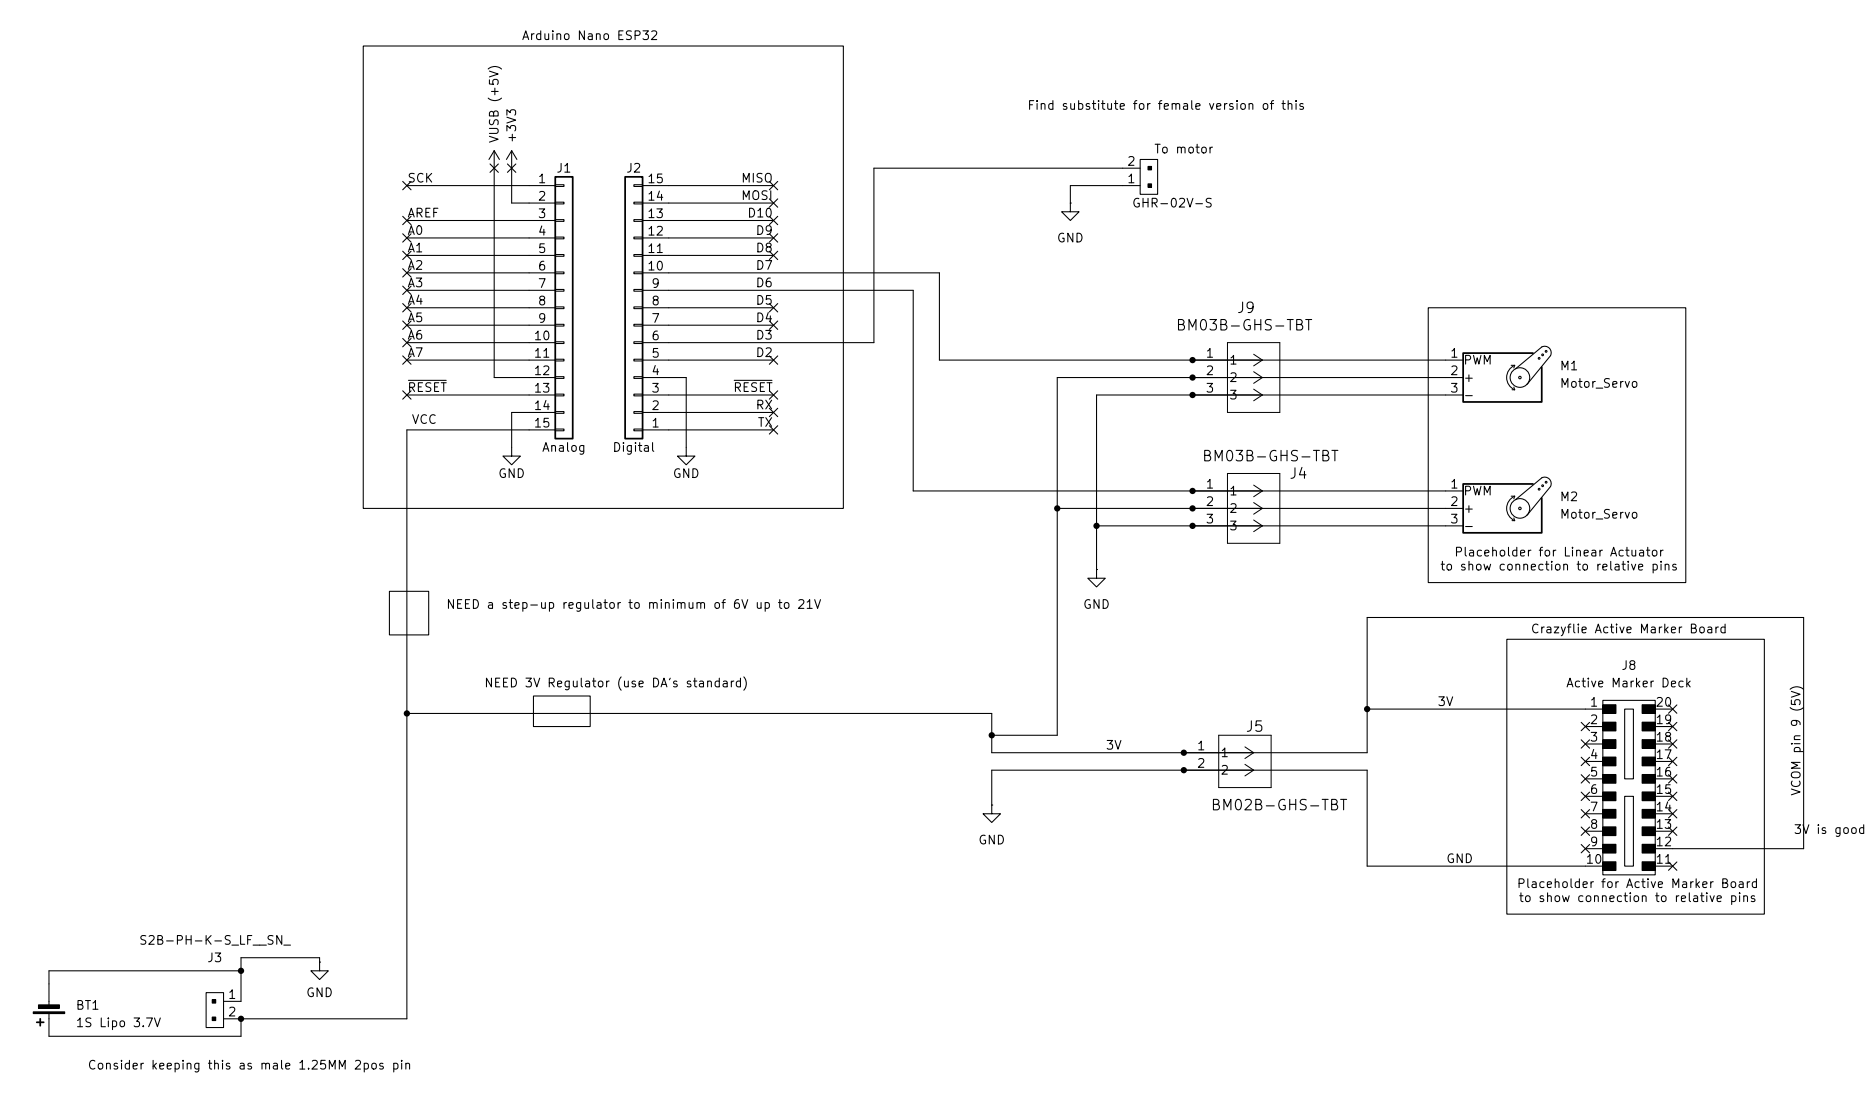 Arduino Nano ESP32
VUSB (+5V)
+3V3
J1
J2
SCK 1
2
AREF 3
A0 4
A1 5
A2 6
A3 7
A4 8
A5 9
A6 10
A7 11
12
RESET 13
14
VCC 15
Analog
GND
15 MISO
14 MOSI
13 D10
12 D9
11 D8
10 D7
9 D6
8 D5
7 D4
6 D3
5 D2
4
3 RESET
2 RX
1 TX
Digital
GND
Find substitute for female version of this
To motor
2
1
GHR-02V-S
GND
J9
BM03B-GHS-TBT
1 1
2 2
3 3
1 PWM
2 +
3 -
M1
Motor_Servo
BM03B-GHS-TBT
J4
1 1
2 2
3 3
1 PWM
2 +
3 -
M2
Motor_Servo
Placeholder for Linear Actuator
to show connection to relative pins
GND
NEED a step-up regulator to minimum of 6V up to 21V
NEED 3V Regulator (use DA's standard)
3V
J5
1 1
2 2
BM02B-GHS-TBT
GND
Crazyflie Active Marker Board
J8
Active Marker Deck
3V
1 20
2 19
3 18
4 17
5 16
6 15
7 14
8 13
9 12
10 11
GND
VCOM pin 9 (5V)
3V is good
Placeholder for Active Marker Board
to show connection to relative pins
S2B-PH-K-S_LF__SN_
J3
1
2
GND
BT1
1S Lipo 3.7V
+
Consider keeping this as male 1.25MM 2pos pin